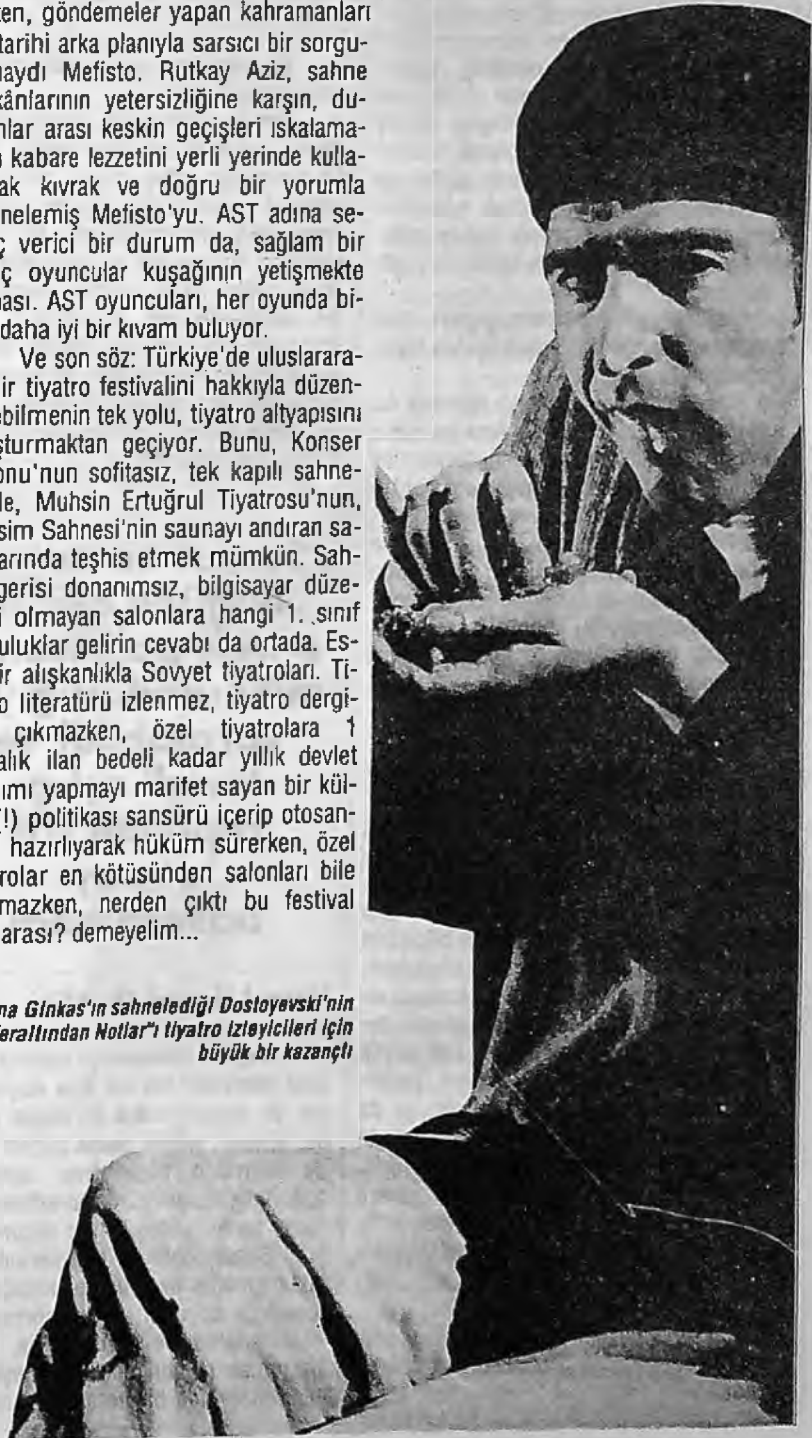 ten, göndemeler yapan kahramanları
tarihi arka planıyla sarsıcı bir sorgu-
aydı Mefisto. Rutkay Aziz, sahne
kânlarının yetersizliğine karşın, du-
nlar arası keskin geçişleri ıskalama-
kabare lezzetini yerli yerinde kulla-
ak kıvrak ve doğru bir yorumla
nelemiş Mefisto'yu. AST adına se-
ç verici bir durum da, sağlam bir
ç oyuncular kuşağının yetişmekte
ması. AST oyuncuları, her oyunda bi-
daha iyi bir kıvam buluyor.
Ve son söz: Türkiye'de uluslarara-
ir tiyatro festivalini hakkıyla düzen-
ebilmenin tek yolu, tiyatro altyapısını
şturmaktan geçiyor. Bunu, Konser
onu'nun sofitasız, tek kapılı sahne-
de, Muhsin Ertuğrul Tiyatrosu'nun,
sim Sahnesi'nin saunayı andıran sa-
arında teşhis etmek mümkün. Sah-
gerisi donanımsız, bilgisayar düze-
i olmayan salonlara hangi 1. sınıf
uluklar gelirin cevabı da ortada. Es-
ir alışkanlıkla Sovyet tiyatroları. Ti-
o literatürü izlenmez, tiyatro dergi-
çıkmazken, özel tiyatrolara 1
alık ilan bedeli kadar yıllık devlet
ımı yapmayı marifet sayan bir kül-
(!) politikası sansürü içerip otosan-
hazırlıyarak hüküm sürerken, özel
rolar en kötüsünden salonları bile
mazken, nerden çıktı bu festival
arası? demeyelim...
na Ginkas'ın sahnelediği Dostoyevski'nin
eraltından Notlar"ı tiyatro izleyicileri için
büyük bir kazançtı